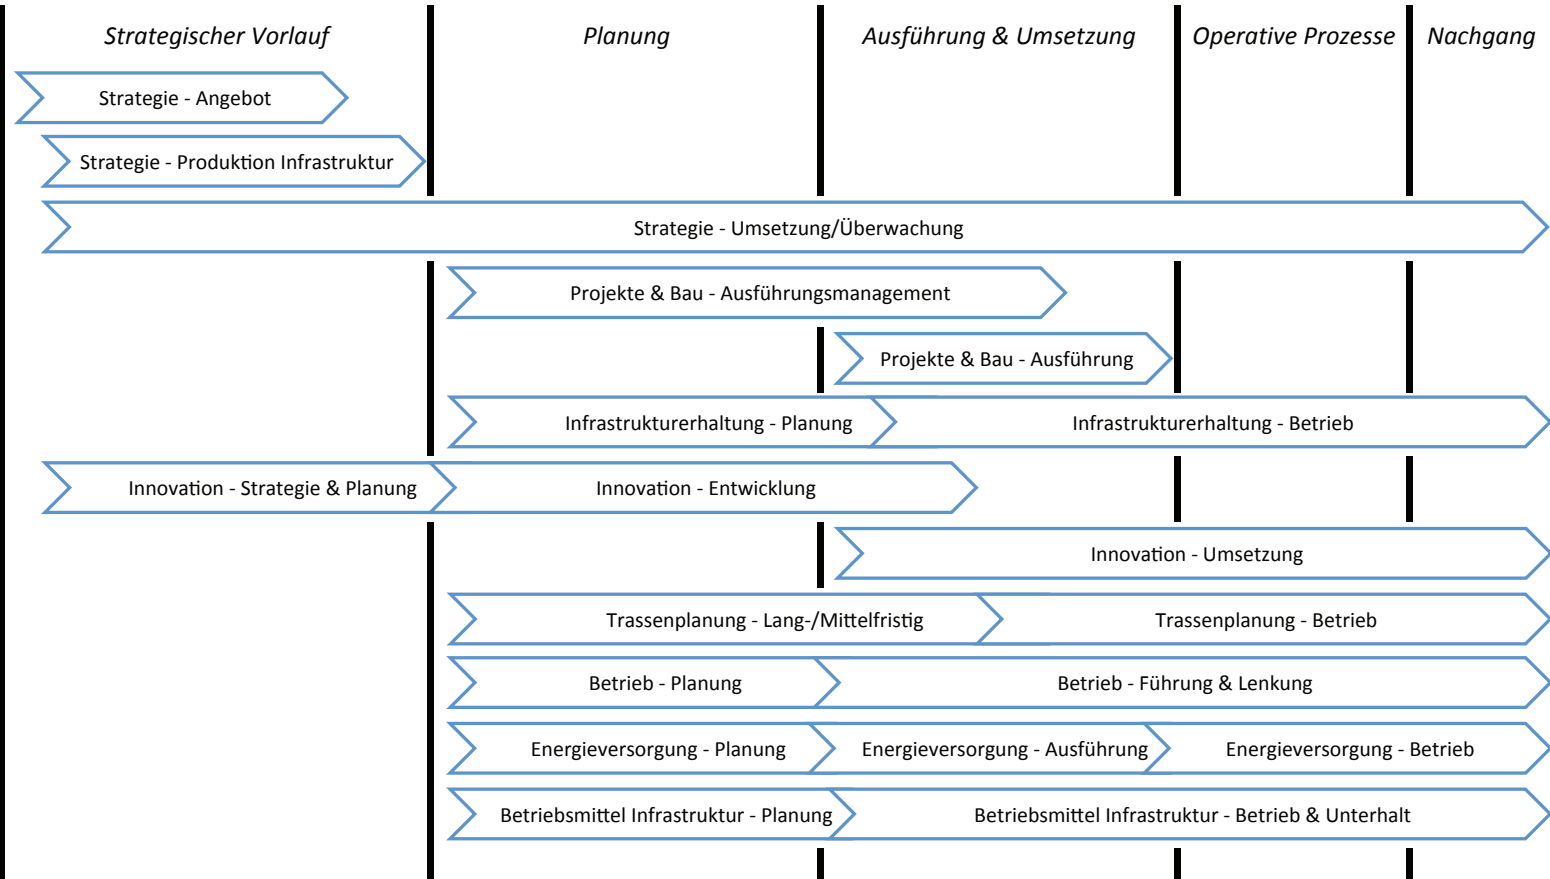 Strategischer Vorlauf
Planung
Ausführung & Umsetzung
Operative Prozesse
Nachgang
Strategie - Angebot
Strategie - Produktion Infrastruktur
Strategie - Umsetzung/Überwachung
Projekte & Bau - Ausführungsmanagement
Projekte & Bau - Ausführung
Infrastrukturerhaltung - Planung
Infrastrukturerhaltung - Betrieb
Innovation - Strategie & Planung
Innovation - Entwicklung
Innovation - Umsetzung
Trassenplanung - Lang-/Mittelfristig
Trassenplanung - Betrieb
Betrieb - Planung
Betrieb - Führung & Lenkung
Energieversorgung - Planung
Energieversorgung - Ausführung
Energieversorgung - Betrieb
Betriebsmittel Infrastruktur - Planung
Betriebsmittel Infrastruktur - Betrieb & Unterhalt